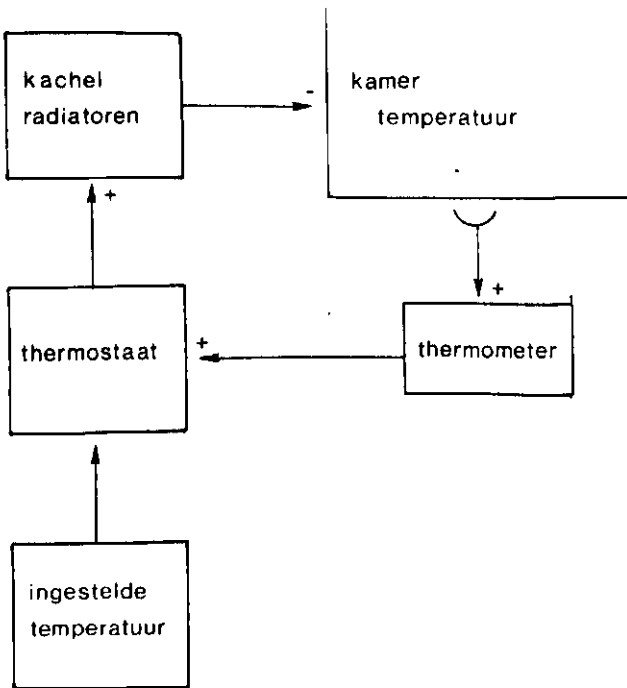 kachel
radiatoren
-
kamer
temperatuur
+
+
thermostaat
+
thermometer
ingestelde
temperatuur